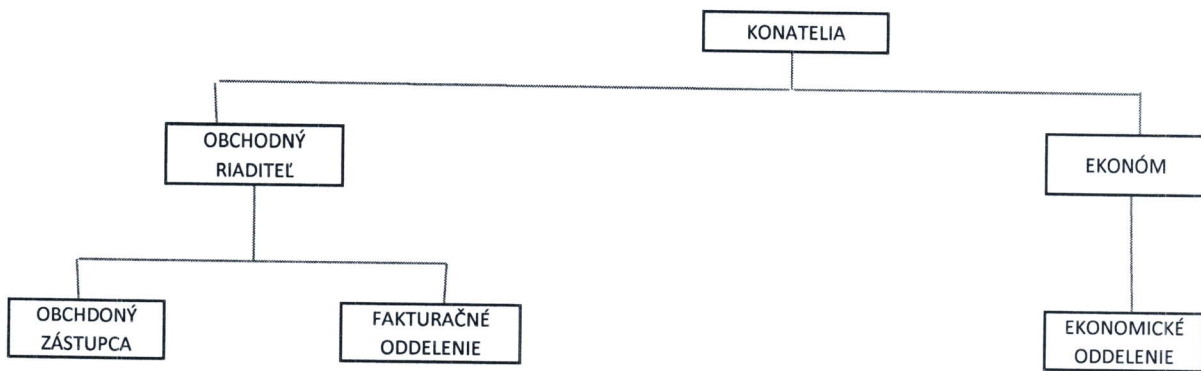 KONATELIA
OBCHODNÝ
RIADITEĽ
EKONÓM
OBCHDONÝ
ZÁSTUPCA
FAKTURAČNÉ
ODDELENIE
EKONOMICKÉ
ODDELENIE